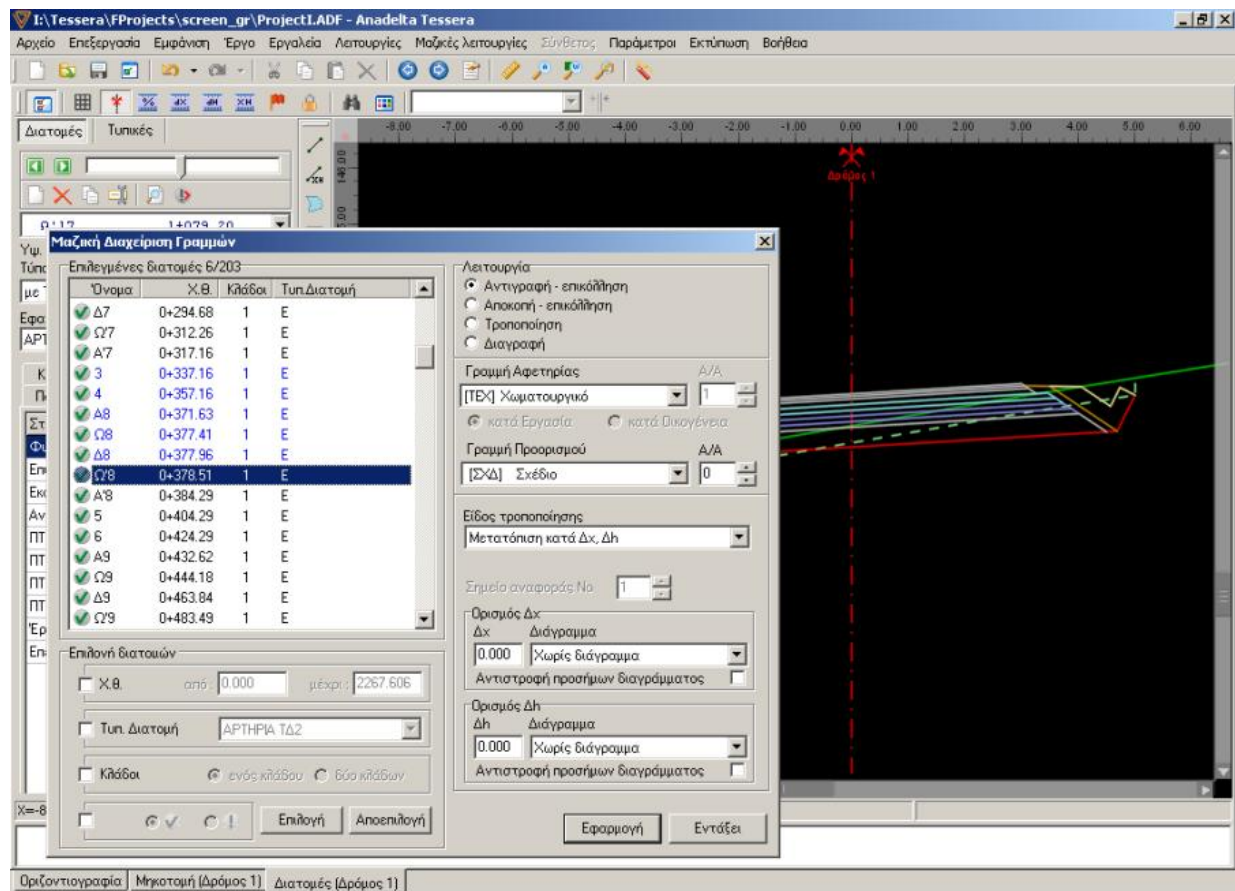 I:\Tessera\FProjects\screen_gr\ProjectI.ADF - Anadelta Tessera
Αρχείο Επεξεργασία Εμφάνιση Έργο Εργαλεία Λειτουργίες Μαζικές λειτουργίες Σύνθετος Παράμετροι Εκτύπωση Βοήθεια
Διατομές Τυπικές
-8.00 -7.00 -6.00 -5.00 -4.00 -3.00 -2.00 -1.00 0.00 1.00 2.00 3.00 4.00 5.00 6.00
146.00
Δρόμος 1
Ω'17 1+079.20
Υψ.
με
ΑΡΤ
Μαζική Διαχείριση Γραμμών
Επιλεγμένες διατομές 6/203
Όνομα Χ.Θ. Κλάδοι Τυπ.Διατομή
Δ7 0+294.68 1 E
Ω'7 0+312.26 1 E
Α'7 0+317.16 1 E
3 0+337.16 1 E
4 0+357.16 1 E
Α8 0+371.63 1 E
Ω8 0+377.41 1 E
Δ8 0+377.96 1 E
Ω'8 0+378.51 1 E
Α'8 0+384.29 1 E
5 0+404.29 1 E
6 0+424.29 1 E
Α9 0+432.62 1 E
Ω9 0+444.18 1 E
Δ9 0+463.84 1 E
Ω'9 0+483.49 1 E
Επιλογή διατομών
Χ.Θ. από : 0.000 μέχρι : 2267.606
Τυπ. Διατομή ΑΡΤΗΡΙΑ ΤΔ2
Κλάδοι ενός κλάδου δύο κλάδων
Επιλογή Αποεπιλογή
Λειτουργία
Αντιγραφή - επικόλληση
Αποκοπή - επικόλληση
Τροποποίηση
Διαγραφή
Γραμμή Αφετηρίας Α/Α
[ΤΕΧ] Χωματουργικό 1
κατά Εργασία κατά Οικογένεια
Γραμμή Προορισμού Α/Α
[ΣΧΔ] Σχέδιο 0
Είδος τροποποίησης
Μετατόπιση κατά Δx, Δh
Σημείο αναφοράς Νο 1
Ορισμός Δx
Δx Διάγραμμα
0.000 Χωρίς διάγραμμα
Αντιστροφή προσήμων διαγράμματος
Ορισμός Δh
Δh Διάγραμμα
0.000 Χωρίς διάγραμμα
Αντιστροφή προσήμων διαγράμματος
Εφαρμογή Εντάξει
X=-8
Οριζοντιογραφία Μηκοτομή (Δρόμος 1) Διατομές (Δρόμος 1)